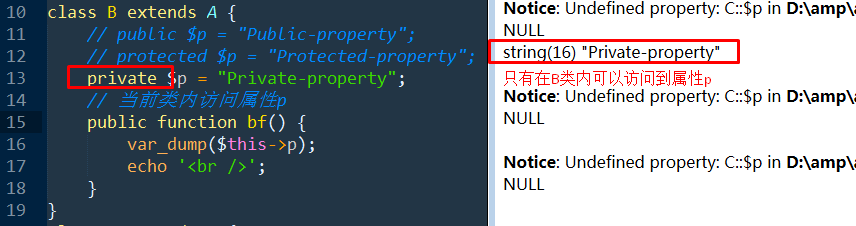 10 class B extends A {
11 // public $p = "Public-property";
12 // protected $p = "Protected-property";
13 private $p = "Private-property";
14 // 当前类内访问属性p
15 public function bf() {
16 var_dump($this->p);
17 echo '<br />';
18 }
19 }
Notice: Undefined property: C::$p in D:\amp\a
NULL
string(16) "Private-property"
只有在B类内可以访问到属性p
Notice: Undefined property: C::$p in D:\amp\a
NULL
Notice: Undefined property: C::$p in D:\amp\a
NULL